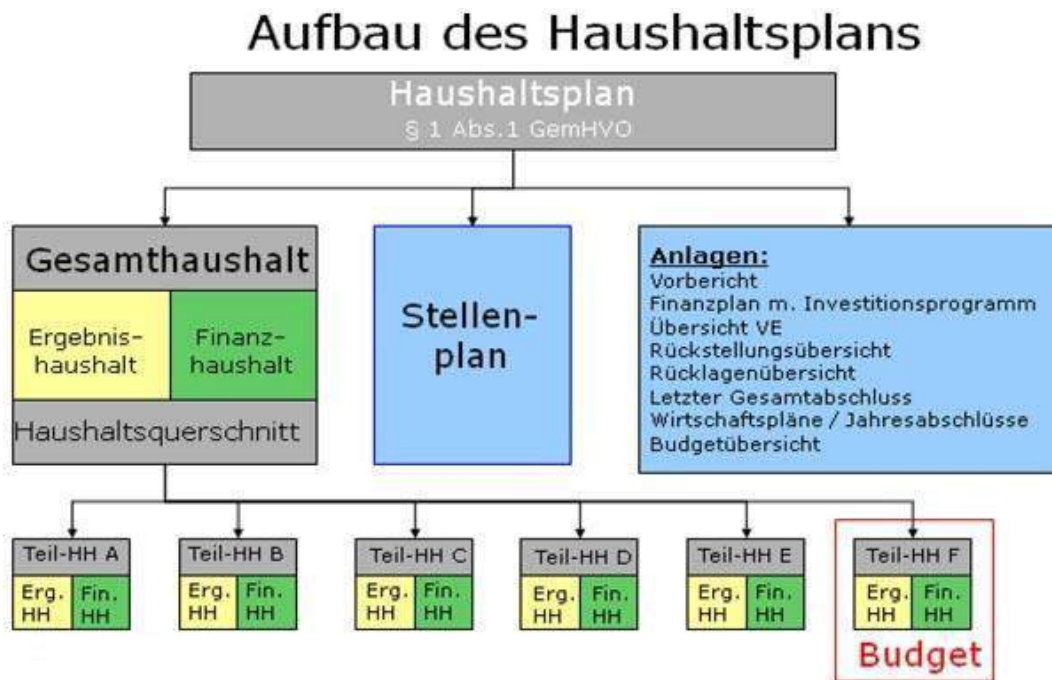 Aufbau des Haushaltsplans
Haushaltsplan
§ 1 Abs.1 GemHVO
Gesamthaushalt
Ergebnis-
haushalt
Finanz-
haushalt
Haushaltsquerschnitt
Stellen-
plan
Anlagen:
Vorbericht
Finanzplan m. Investitionsprogramm
Übersicht VE
Rückstellungsübersicht
Rücklagenübersicht
Letzter Gesamtabschluss
Wirtschaftspläne / Jahresabschlüsse
Budgetübersicht
Teil-HH A
Erg.
HH
Fin.
HH
Teil-HH B
Erg.
HH
Fin.
HH
Teil-HH C
Erg.
HH
Fin.
HH
Teil-HH D
Erg.
HH
Fin.
HH
Teil-HH E
Erg.
HH
Fin.
HH
Teil-HH F
Erg.
HH
Fin.
HH
Budget